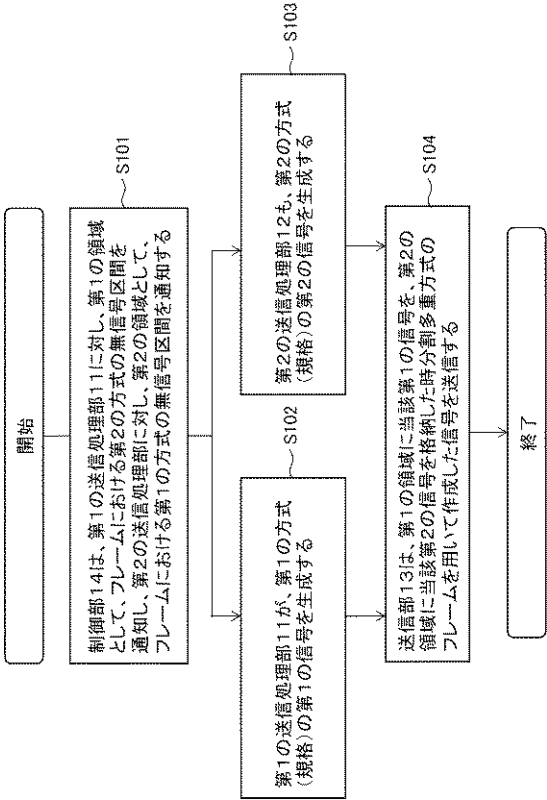 開始
S101
制御部14は、第1の送信処理部11に対し、第1の領域
として、フレームにおける第2の方式の無信号区間を
通知し、第2の送信処理部に対し、第2の領域として、
フレームにおける第1の方式の無信号区間を通知する
S102
第1の送信処理部11が、第1の方式
(規格)の第1の信号を生成する
S103
第2の送信処理部12も、第2の方式
(規格)の第2の信号を生成する
S104
送信部13は、第1の領域に当該第1の信号を、第2の
領域に当該第2の信号を格納した時分割多重方式の
フレームを用いて作成した信号を送信する
終了